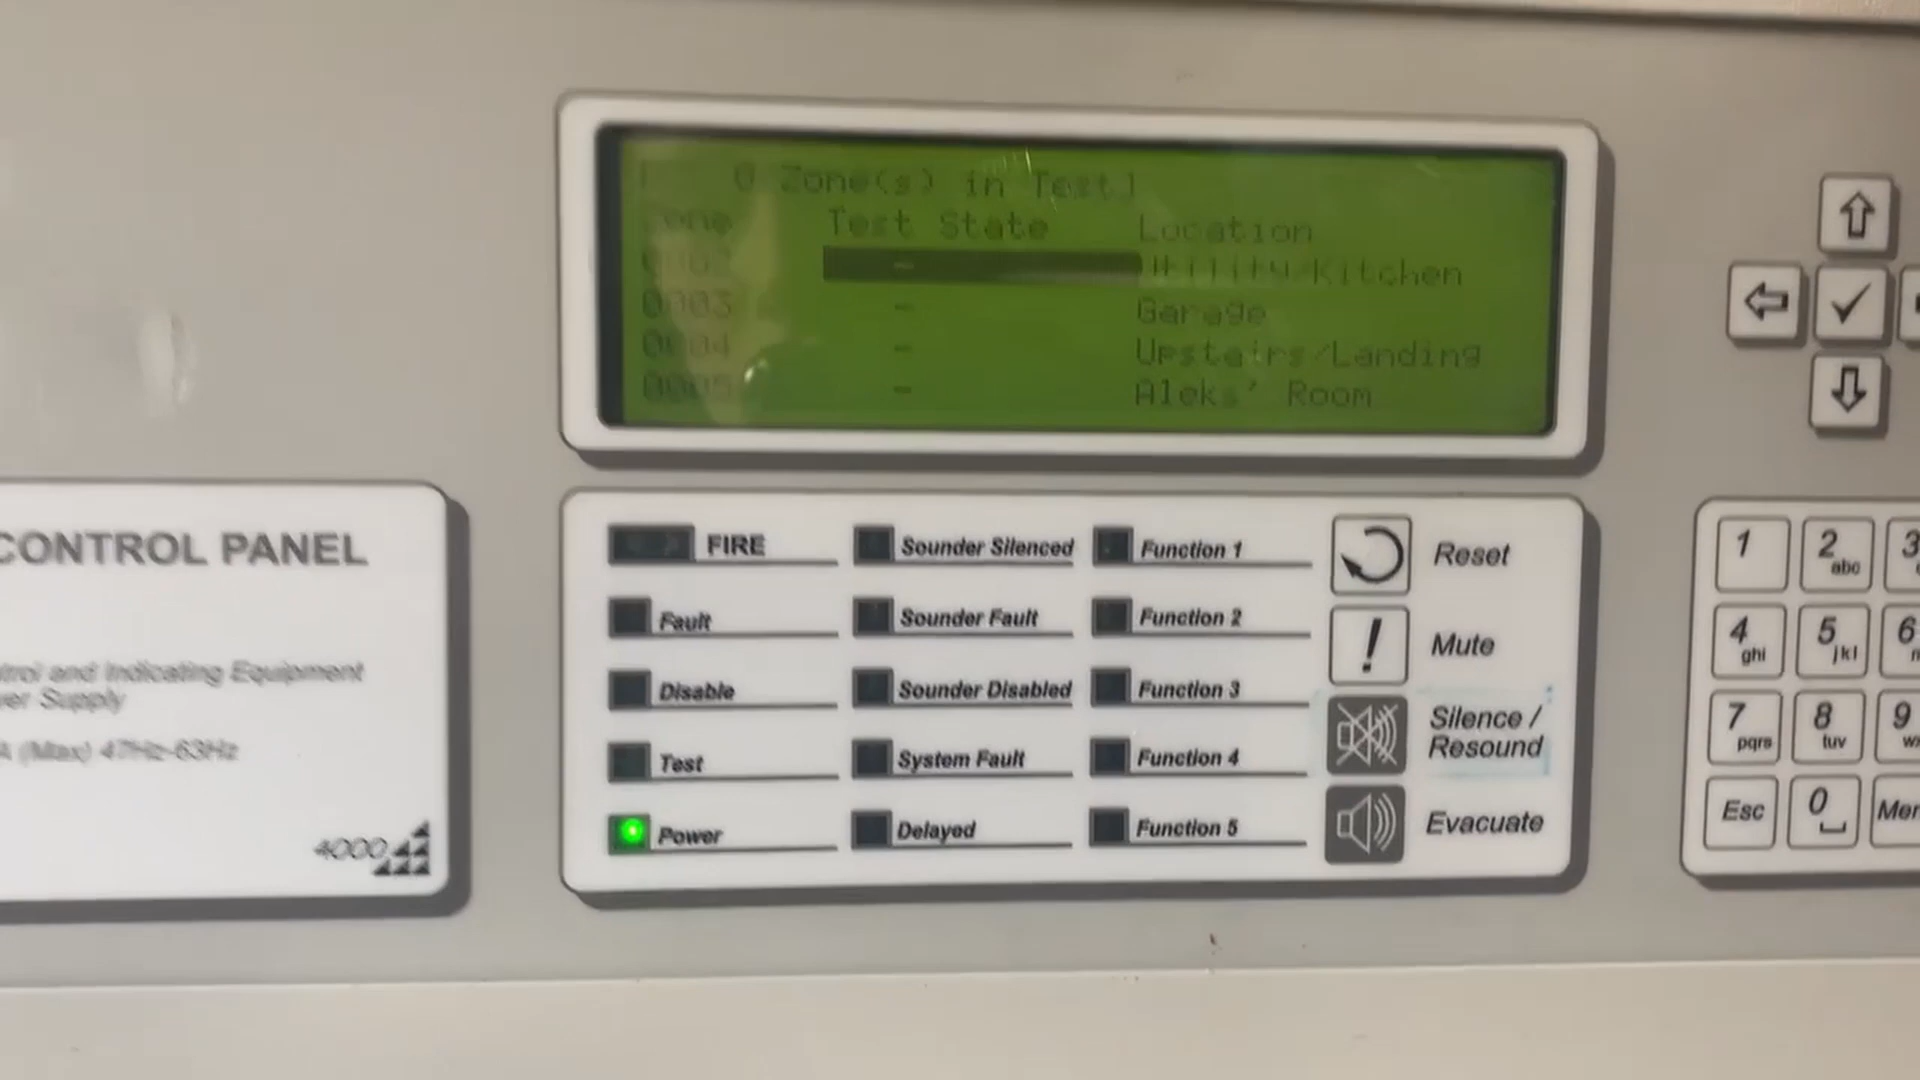 [ 0 Zone(s) in Test]
Zone Test State Location
0002 - Utility/Kitchen
0003 - Garage
0004 - Upstairs/Landing
0005 - Aleks' Room
CONTROL PANEL
and Indicating Equipment
Supply
(Max) 47Hz-63Hz
4000
FIRE
Fault
Disable
Test
Power
Sounder Silenced
Sounder Fault
Sounder Disabled
System Fault
Delayed
Function 1
Function 2
Function 3
Function 4
Function 5
Reset
! Mute
Silence /
Resound
Evacuate
1 2 abc 3
4 ghi 5 jkl 6
7 pqrs 8 tuv 9
Esc 0